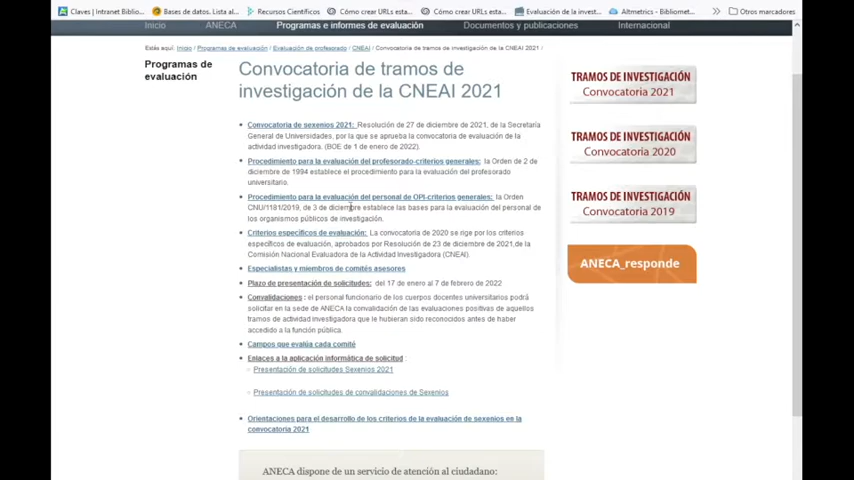 Claves | Intranet Biblio...
Bases de datos. Lista al...
Recursos Científicos
Cómo crear URLs esta...
Cómo crear URLs esta...
Evaluación de la invest...
Altmetrics - Bibliomet...
Otros marcadores
Inicio
ANECA
Programas e informes de evaluación
Documentos y publicaciones
Internacional
Estás aquí: Inicio / Programas de evaluación / Evaluación de profesorado / CNEAI / Convocatoria de tramos de investigación de la CNEAI 2021 /
Programas de
evaluación
Convocatoria de tramos de
investigación de la CNEAI 2021
Convocatoria de sexenios 2021: Resolución de 27 de diciembre de 2021, de la Secretaría
General de Universidades, por la que se aprueba la convocatoria de evaluación de la
actividad investigadora. (BOE de 1 de enero de 2022).
Procedimiento para la evaluación del profesorado-criterios generales: la Orden de 2 de
diciembre de 1994 establece el procedimiento para la evaluación del profesorado
universitario.
Procedimiento para la evaluación del personal de OPI-criterios generales: la Orden
CNU/1181/2019, de 3 de diciembre establece las bases para la evaluación del personal de
los organismos públicos de investigación.
Criterios específicos de evaluación: La convocatoria de 2020 se rige por los criterios
específicos de evaluación, aprobados por Resolución de 23 de diciembre de 2021,de la
Comisión Nacional Evaluadora de la Actividad Investigadora (CNEAI).
Especialistas y miembros de comités asesores
Plazo de presentación de solicitudes: del 17 de enero al 7 de febrero de 2022
Convalidaciones : el personal funcionario de los cuerpos docentes universitarios podrá
solicitar en la sede de ANECA la convalidación de las evaluaciones positivas de aquellos
tramos de actividad investigadora que le hubieran sido reconocidos antes de haber
accedido a la función pública.
Campos que evalúa cada comité
Enlaces a la aplicación informática de solicitud :
Presentación de solicitudes Sexenios 2021
Presentación de solicitudes de convalidaciones de Sexenios
Orientaciones para el desarrollo de los criterios de la evaluación de sexenios en la
convocatoria 2021
ANECA dispone de un servicio de atención al ciudadano:
TRAMOS DE INVESTIGACIÓN
Convocatoria 2021
TRAMOS DE INVESTIGACIÓN
Convocatoria 2020
TRAMOS DE INVESTIGACIÓN
Convocatoria 2019
ANECA_responde